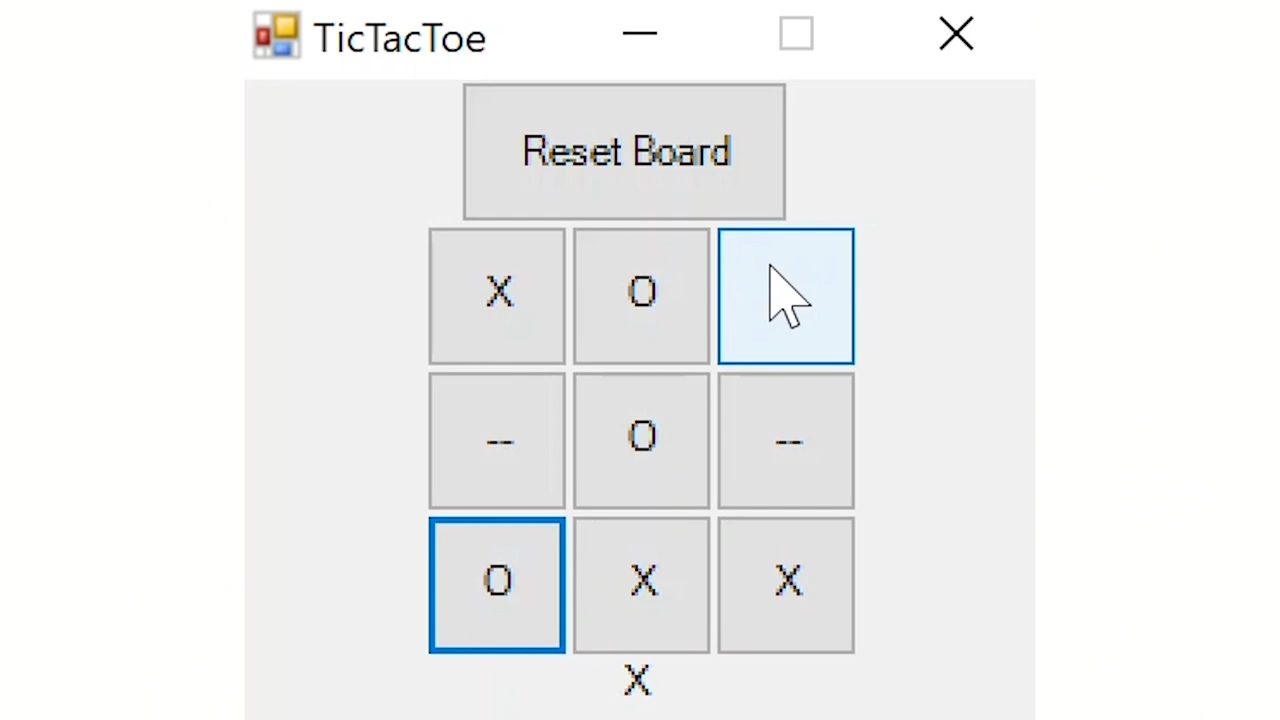 TicTacToe
Reset Board
X O
-- O --
O X X
X